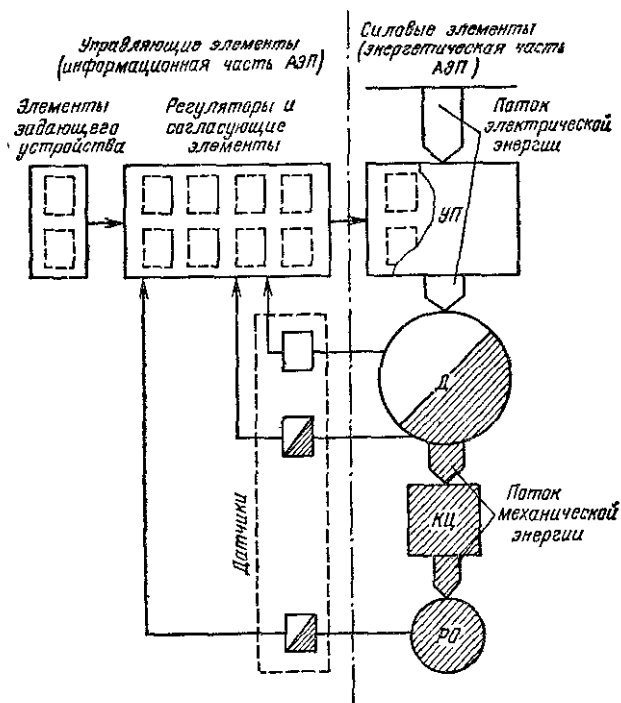 Управляющие элементы
(информационная часть АЭП)
Силовые элементы
(энергетическая часть
АЭП)
Элементы
задающего
устройства
Регуляторы и
согласующие
элементы
Поток
электрической
энергии
УП
Д
Датчики
КЦ
Поток
механической
энергии
РО